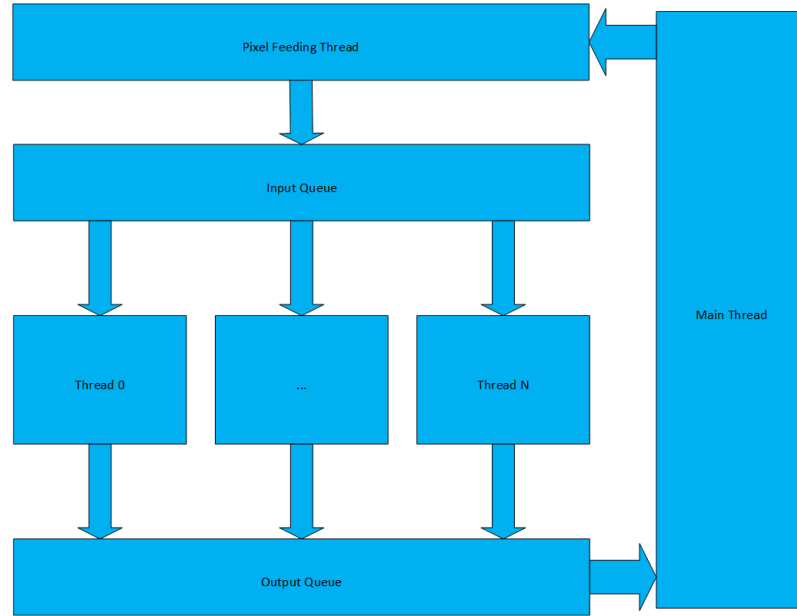 Pixel Feeding Thread
Input Queue
Main Thread
Thread 0
...
Thread N
Output Queue